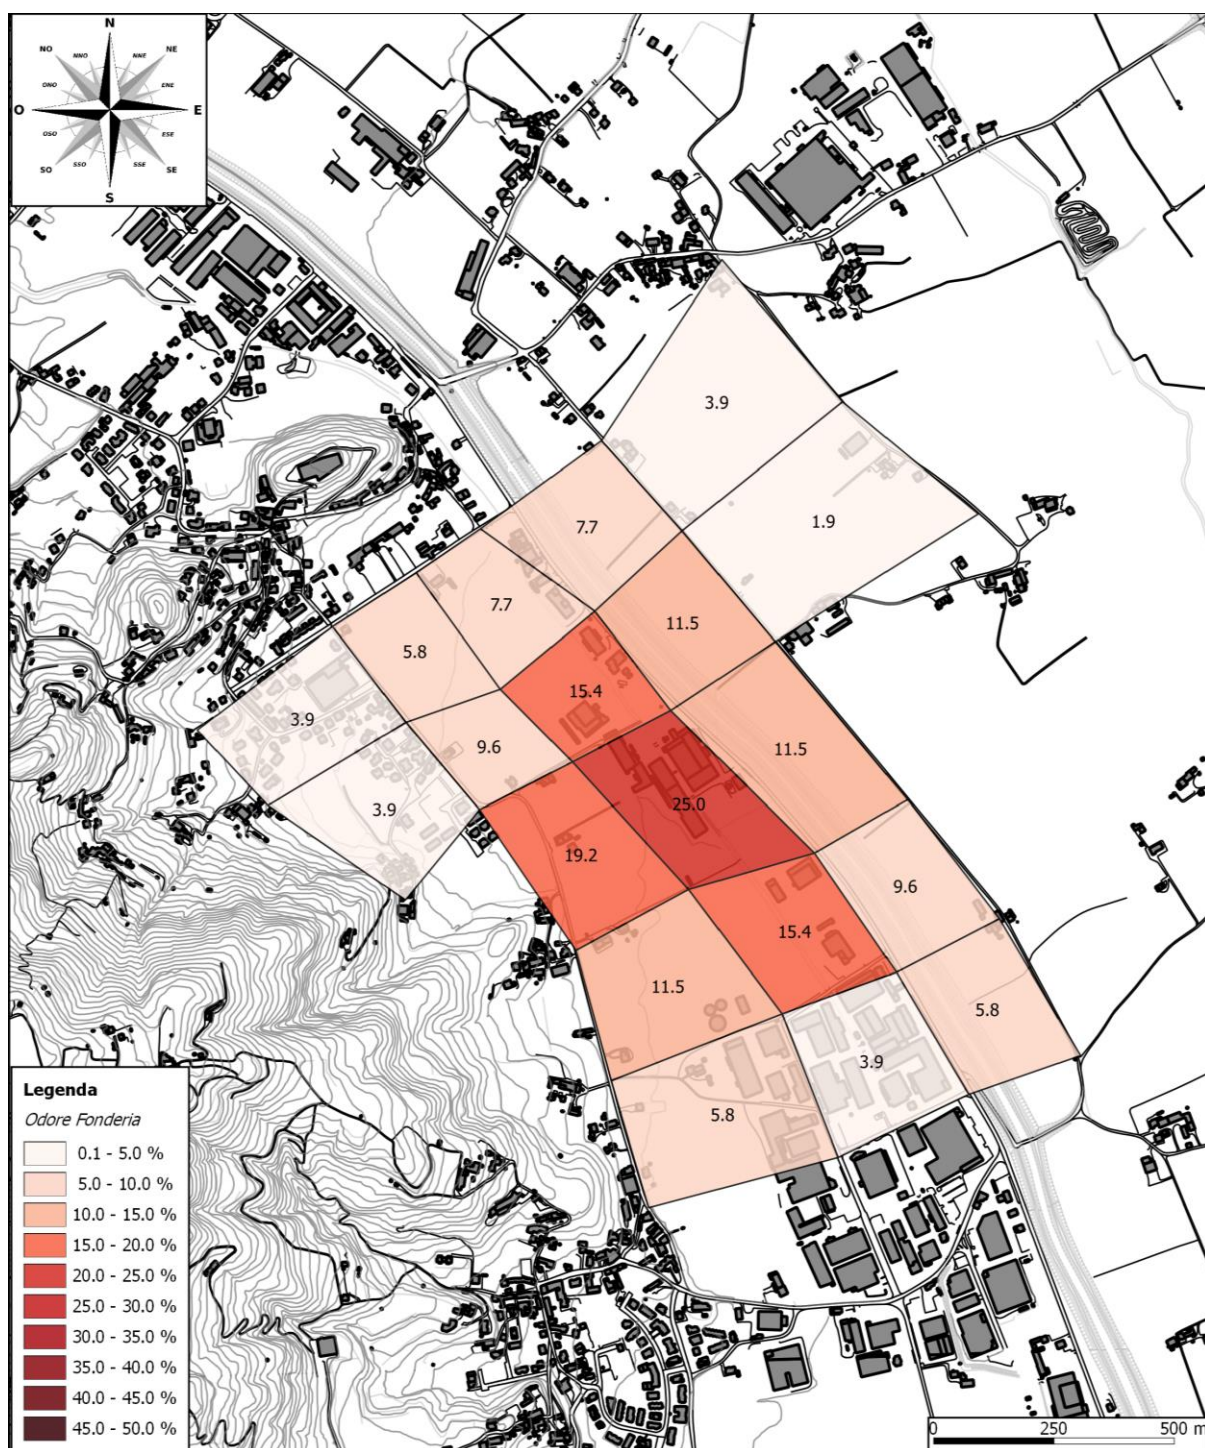 N
NNO NNE
NO NE
ONO ENE
O E
OSO ESE
SO SE
SSO SSE
S
3.9
1.9
7.7
7.7
11.5
5.8
15.4
3.9
9.6
11.5
3.9
25.0
19.2
9.6
15.4
11.5
5.8
3.9
5.8
Legenda
Odore Fonderia
0.1 - 5.0 %
5.0 - 10.0 %
10.0 - 15.0 %
15.0 - 20.0 %
20.0 - 25.0 %
25.0 - 30.0 %
30.0 - 35.0 %
35.0 - 40.0 %
40.0 - 45.0 %
45.0 - 50.0 %
0 250 500 m